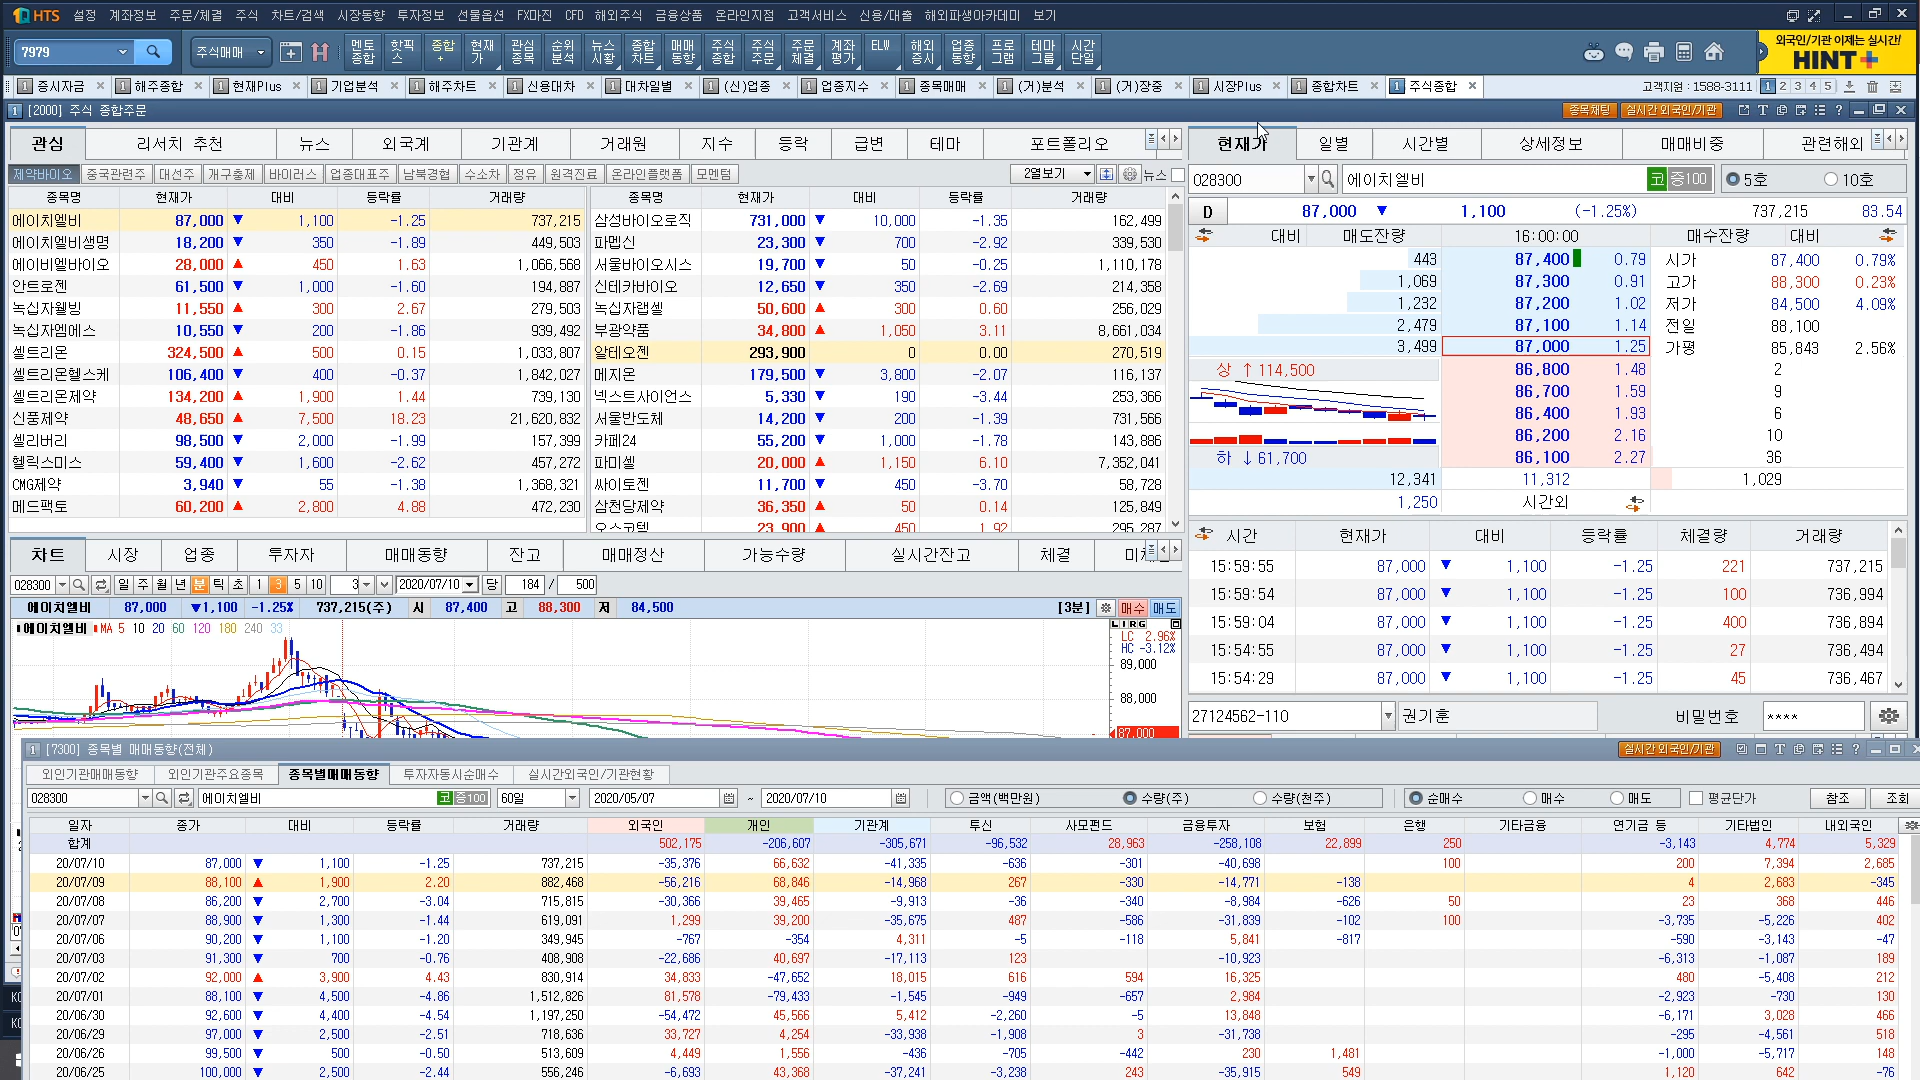 HTS 설정 계좌정보 주문/체결 주식 차트/검색 시장동향 투자정보 선물옵션 FX마진 CFD 해외주식 금융상품 온라인지점 고객서비스 신용/대출 해외파생아카데미 보기
7979 주식매매 멘토종합 핫픽스 종합+ 현재가 관심종목 순위분석 뉴스시황 종합차트 매매동향 주식종합 주식주문 주문체결 계좌평가 ELW 해외증시 업종동향 프로그램 테마그룹 시간단일
외국인/기관 이제는 실시간!
HINT+
1 증시자금 1 해주종합 1 현재Plus 1 기업분석 1 해주차트 1 신용대차 1 대차일별 1 (신)업종 1 업종지수 1 종목매매 1 (거)분석 1 (거)장중 1 시장Plus 1 종합차트 1 주식종합 고객지원 : 1588-3111 1 2 3 4 5
1 [2000] 주식 종합주문 종목채팅 실시간 외국인/기관
관심 리서치 추천 뉴스 외국계 기관계 거래원 지수 등락 급변 테마 포트폴리오
제약바이오 중국관련주 대선주 개구충제 바이러스 업종대표주 남북경협 수소차 정유 원격진료 온라인플랫폼 모멘텀 2열보기 뉴스
종목명 현재가 대비 등락률 거래량 종목명 현재가 대비 등락률 거래량
에이치엘비 87,000 ▼ 1,100 -1.25 737,215 삼성바이오로직 731,000 ▼ 10,000 -1.35 162,499
에이치엘비생명 18,200 ▼ 350 -1.89 449,503 파멥신 23,300 ▼ 700 -2.92 339,530
에이비엘바이오 28,000 ▲ 450 1.63 1,066,568 서울바이오시스 19,700 ▼ 50 -0.25 1,110,178
안트로젠 61,500 ▼ 1,000 -1.60 194,887 신테카바이오 12,650 ▼ 350 -2.69 214,358
녹십자웰빙 11,550 ▲ 300 2.67 279,503 녹십자랩셀 50,600 ▲ 300 0.60 256,029
녹십자엠에스 10,550 ▼ 200 -1.86 939,492 부광약품 34,800 ▲ 1,050 3.11 8,661,034
셀트리온 324,500 ▲ 500 0.15 1,033,807 알테오젠 293,900 0 0.00 270,519
셀트리온헬스케 106,400 ▼ 400 -0.37 1,842,027 메지온 179,500 ▼ 3,800 -2.07 116,137
셀트리온제약 134,200 ▲ 1,900 1.44 739,130 넥스트사이언스 5,330 ▼ 190 -3.44 253,366
신풍제약 48,650 ▲ 7,500 18.23 21,620,832 서울반도체 14,200 ▼ 200 -1.39 731,566
셀리버리 98,500 ▼ 2,000 -1.99 157,399 카페24 55,200 ▼ 1,000 -1.78 143,886
헬릭스미스 59,400 ▼ 1,600 -2.62 457,272 파미셀 20,000 ▲ 1,150 6.10 7,352,041
CMG제약 3,940 ▼ 55 -1.38 1,368,321 싸이토젠 11,700 ▼ 450 -3.70 58,728
메드팩토 60,200 ▲ 2,800 4.88 472,230 삼천당제약 36,350 ▲ 50 0.14 125,849
오스코텍 23,900 ▲ 450 1.92 295,287
현재가 일별 시간별 상세정보 매매비중 관련해외
028300 에이치엘비 코 증100 5호 10호
D 87,000 ▼ 1,100 (-1.25%) 737,215 83.54
대비 매도잔량 16:00:00 매수잔량 대비
443 87,400 0.79 시가 87,400 0.79%
1,069 87,300 0.91 고가 88,300 0.23%
1,232 87,200 1.02 저가 84,500 4.09%
2,479 87,100 1.14 전일 88,100
3,499 87,000 1.25 가평 85,843 2.56%
상 ↑ 114,500 86,800 1.48 2
86,700 1.59 9
86,400 1.93 6
86,200 2.16 10
하 ↓ 61,700 86,100 2.27 36
12,341 11,312 1,029
1,250 시간외
시간 현재가 대비 등락률 체결량 거래량
15:59:55 87,000 ▼ 1,100 -1.25 221 737,215
15:59:54 87,000 ▼ 1,100 -1.25 100 736,994
15:59:04 87,000 ▼ 1,100 -1.25 400 736,894
15:54:55 87,000 ▼ 1,100 -1.25 27 736,494
15:54:29 87,000 ▼ 1,100 -1.25 45 736,467
27124562-110 권기훈 비밀번호 ****
차트 시장 업종 투자자 매매동향 잔고 매매정산 가능수량 실시간잔고 체결
028300 일 주 월 년 분 틱 초 1 3 5 10 3 2020/07/10 당 184 / 500
에이치엘비 87,000 ▼1,100 -1.25% 737,215(주) 시 87,400 고 88,300 저 84,500 [3분] 매수 매도
에이치엘비 MA 5 10 20 60 120 180 240 33 LIRG
LC 2.96%
HC -3.12%
89,000
88,000
87,000
1 [7300] 종목별 매매동향(전체) 실시간 외국인/기관
외인기관매매동향 외인기관주요종목 종목별매매동향 투자자동시순매수 실시간외국인/기관현황
028300 에이치엘비 코 증100 60일 2020/05/07 ~ 2020/07/10 금액(백만원) 수량(주) 수량(천주) 순매수 매수 매도 평균단가 참조 조회
일자 종가 대비 등락률 거래량 외국인 개인 기관계 투신 사모펀드 금융투자 보험 은행 기타금융 연기금 등 기타법인 내외국인
합계 502,175 -206,607 -305,671 -96,532 28,963 -258,108 22,899 250 -3,143 4,774 5,329
20/07/10 87,000 ▼ 1,100 -1.25 737,215 -35,376 66,632 -41,335 -636 -301 -40,698 100 200 7,394 2,685
20/07/09 88,100 ▲ 1,900 2.20 882,468 -56,216 68,846 -14,968 267 -330 -14,771 -138 4 2,683 -345
20/07/08 86,200 ▼ 2,700 -3.04 715,815 -30,366 39,465 -9,913 -36 -340 -8,984 -626 50 23 368 446
20/07/07 88,900 ▼ 1,300 -1.44 619,091 1,299 39,200 -35,675 487 -586 -31,839 -102 100 -3,735 -5,226 402
20/07/06 90,200 ▼ 1,100 -1.20 349,945 -767 -354 4,311 -5 -118 5,841 -817 -590 -3,143 -47
20/07/03 91,300 ▼ 700 -0.76 408,908 -22,686 40,697 -17,113 123 -10,923 -6,313 -1,087 189
20/07/02 92,000 ▲ 3,900 4.43 830,914 34,833 -47,652 18,015 616 594 16,325 480 -5,408 212
20/07/01 88,100 ▼ 4,500 -4.86 1,512,826 81,578 -79,433 -1,545 -949 -657 2,984 -2,923 -730 130
20/06/30 92,600 ▼ 4,400 -4.54 1,197,250 -54,472 45,566 5,412 -2,260 -5 13,848 -6,171 3,028 466
20/06/29 97,000 ▼ 2,500 -2.51 718,636 33,727 4,254 -33,938 -1,908 3 -31,738 -295 -4,561 518
20/06/26 99,500 ▼ 500 -0.50 513,609 4,449 1,556 -436 -705 -442 230 1,481 -1,000 -5,717 148
20/06/25 100,000 ▼ 2,500 -2.44 556,246 -6,693 43,368 -37,241 -3,238 243 -35,915 549 1,120 642 -76